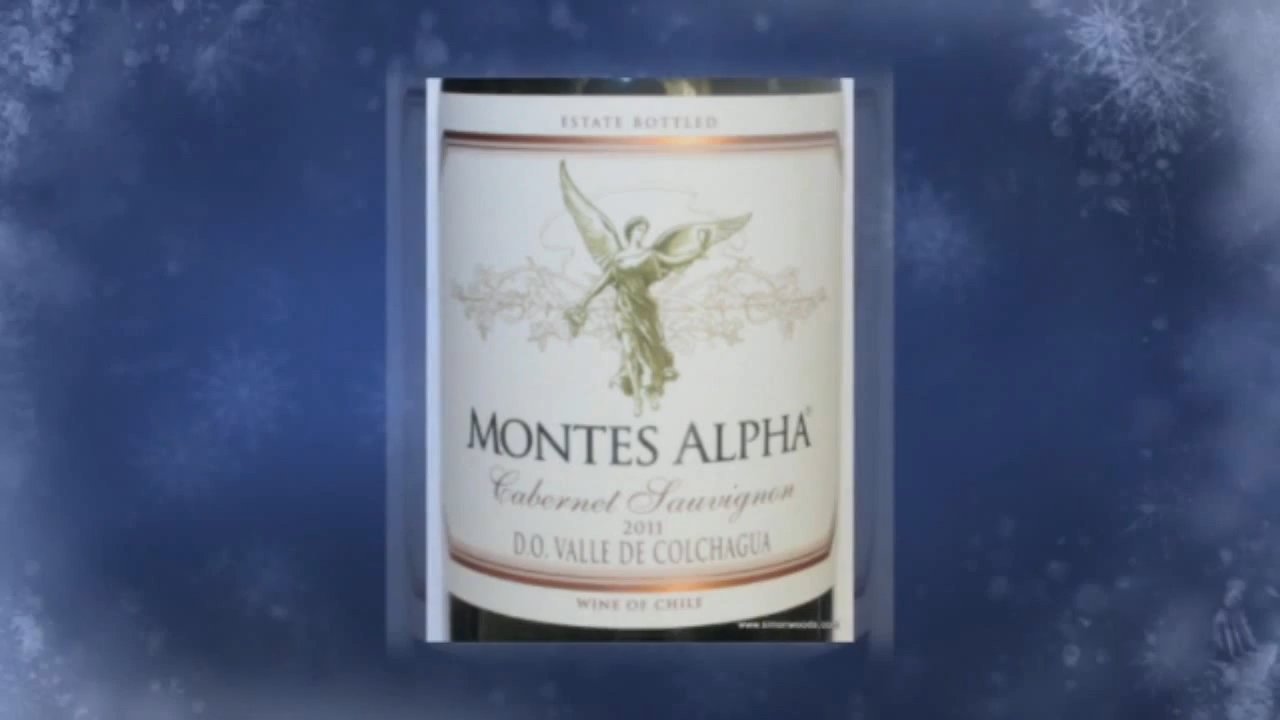 ESTATE BOTTLED
MONTES ALPHA®
Cabernet Sauvignon
2011
D.O. VALLE DE COLCHAGUA
WINE OF CHILE